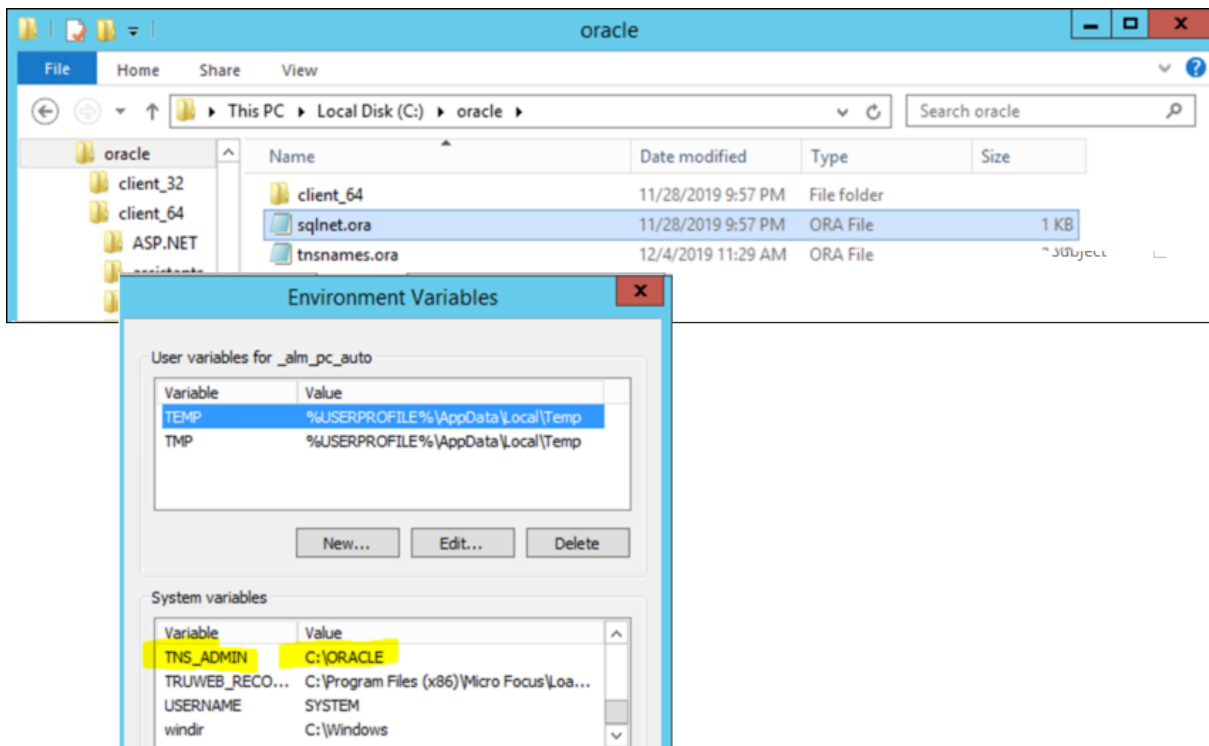 oracle
File Home Share View
This PC Local Disk (C:) oracle Search oracle
oracle Name Date modified Type Size
client_32
client_64 11/28/2019 9:57 PM File folder
client_64
sqlnet.ora 11/28/2019 9:57 PM ORA File 1 KB
ASP.NET
tnsnames.ora 12/4/2019 11:29 AM ORA File
Environment Variables
User variables for _alm_pc_auto
Variable Value
TEMP %USERPROFILE%\AppData\Local\Temp
TMP %USERPROFILE%\AppData\Local\Temp
New... Edit... Delete
System variables
Variable Value
TNS_ADMIN C:\ORACLE
TRUWEB_RECO... C:\Program Files (x86)\Micro Focus\Loa...
USERNAME SYSTEM
windir C:\Windows